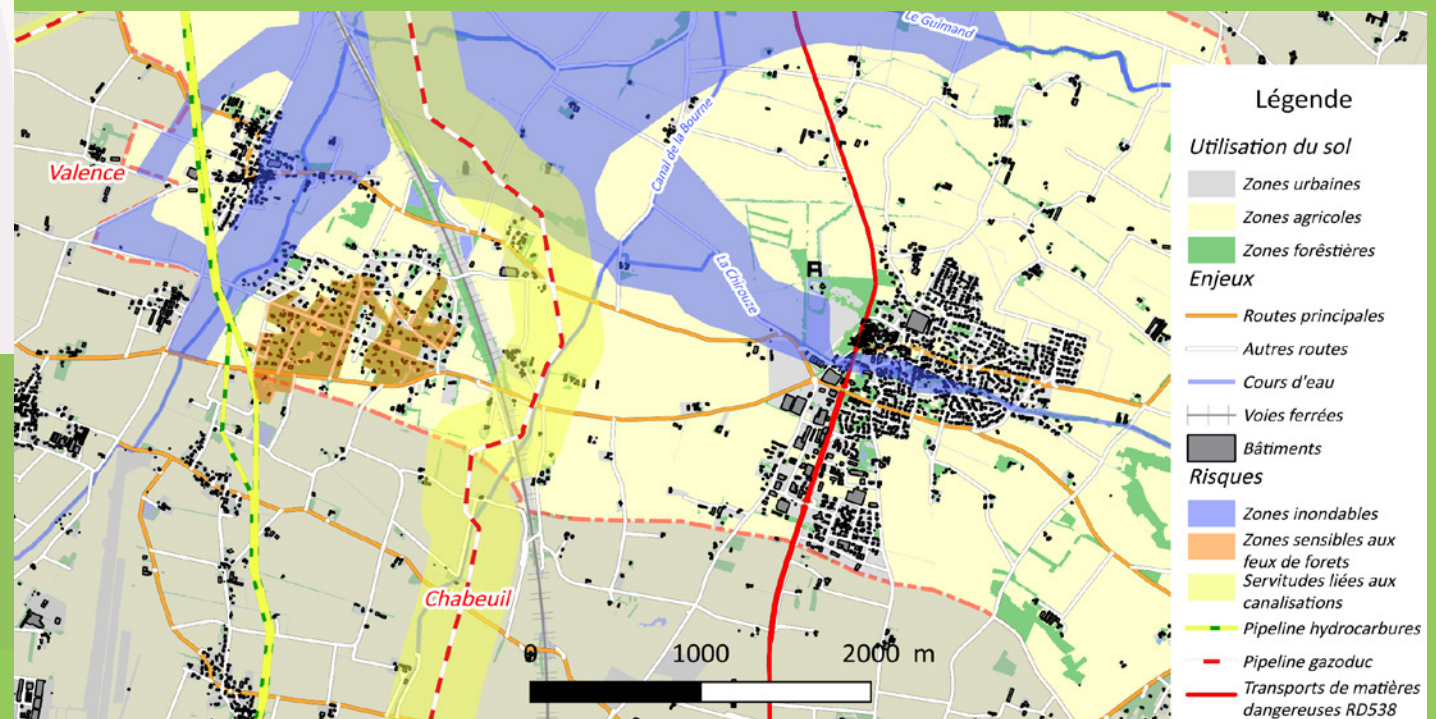 Le Guimand
Canal de la Bourne
Valence
La Chirouze
Chabeuil
0 1000 2000 m
Légende
Utilisation du sol
Zones urbaines
Zones agricoles
Zones forêstières
Enjeux
Routes principales
Autres routes
Cours d'eau
Voies ferrées
Bâtiments
Risques
Zones inondables
Zones sensibles aux
feux de forets
Servitudes liées aux
canalisations
Pipeline hydrocarbures
Pipeline gazoduc
Transports de matières
dangereuses RD538